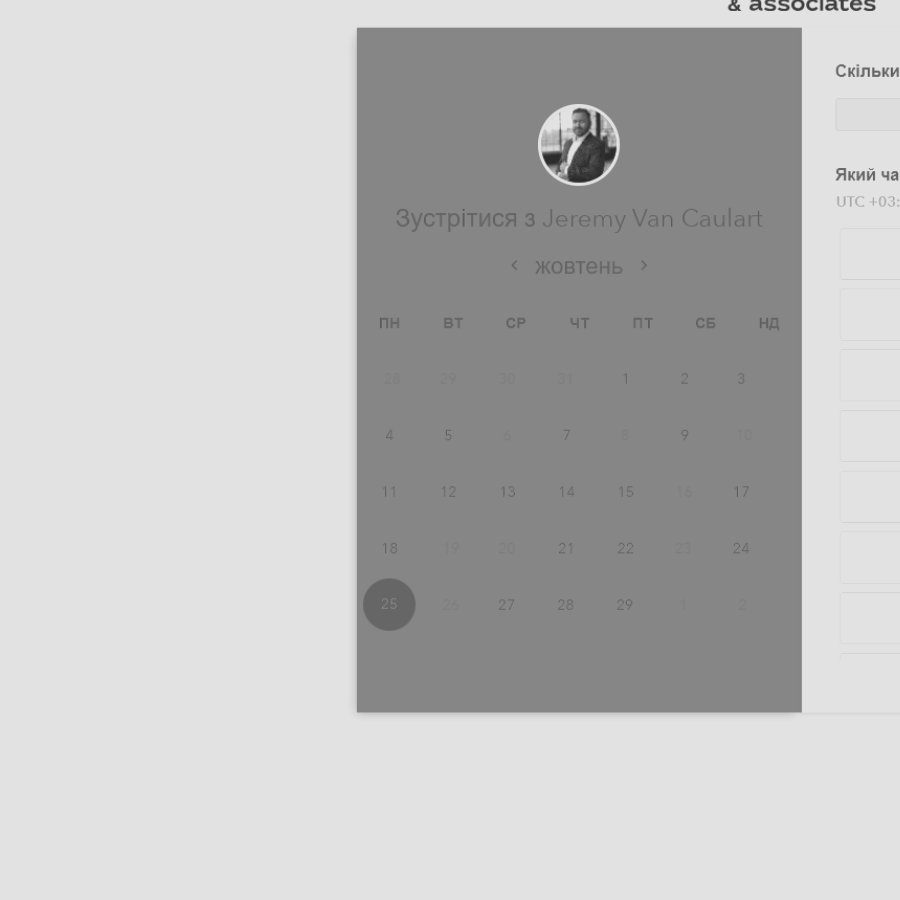 & associates
Скільки
Який ча
UTC +03:
Зустрітися з Jeremy Van Caulart
жовтень
ПН ВТ СР ЧТ ПТ СБ НД
28 29 30 31 1 2 3
4 5 6 7 8 9 10
11 12 13 14 15 16 17
18 19 20 21 22 23 24
25 26 27 28 29 1 2